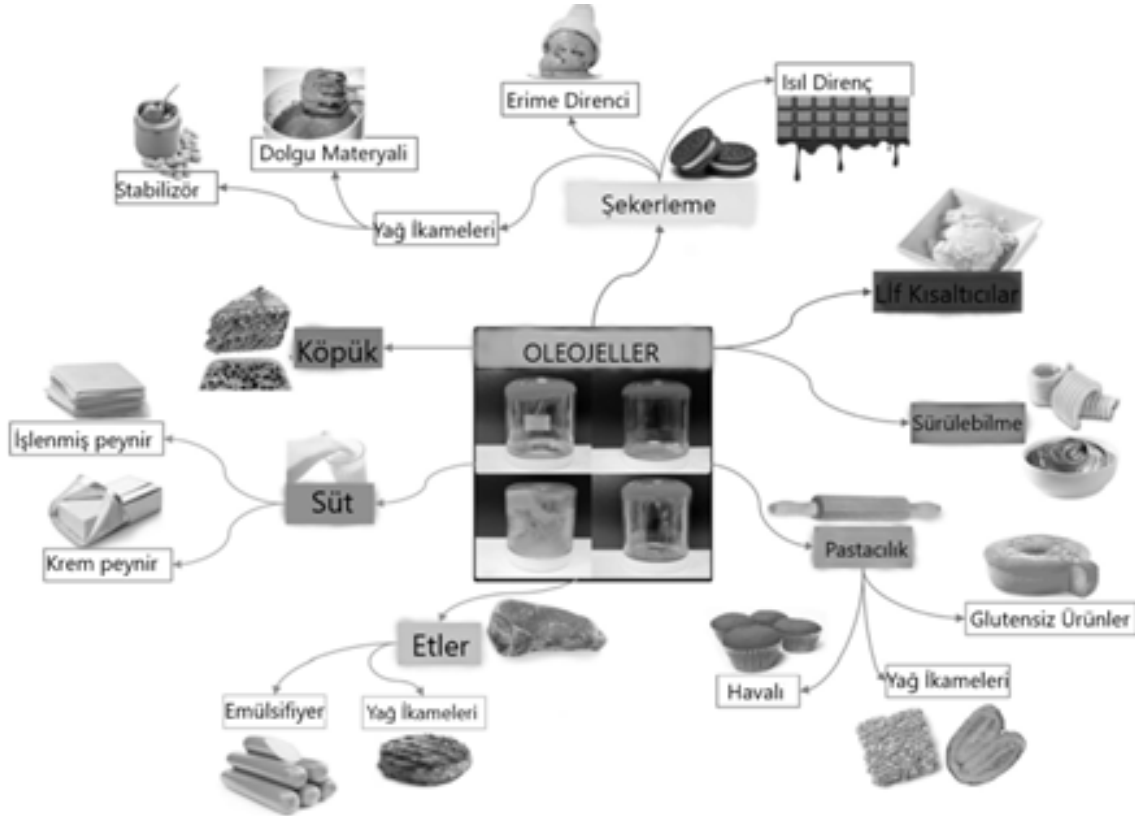 Erime Direnci
Isıl Direnç
Dolgu Materyali
Stabilizör
Yağ İkameleri
Şekerleme
Lif Kısaltıcılar
Köpük
OLEOJELLER
İşlenmiş peynir
Sürülebilme
Süt
Krem peynir
Pastacılık
Glutensiz Ürünler
Etler
Havalı
Yağ İkameleri
Emülsifiyer
Yağ İkameleri